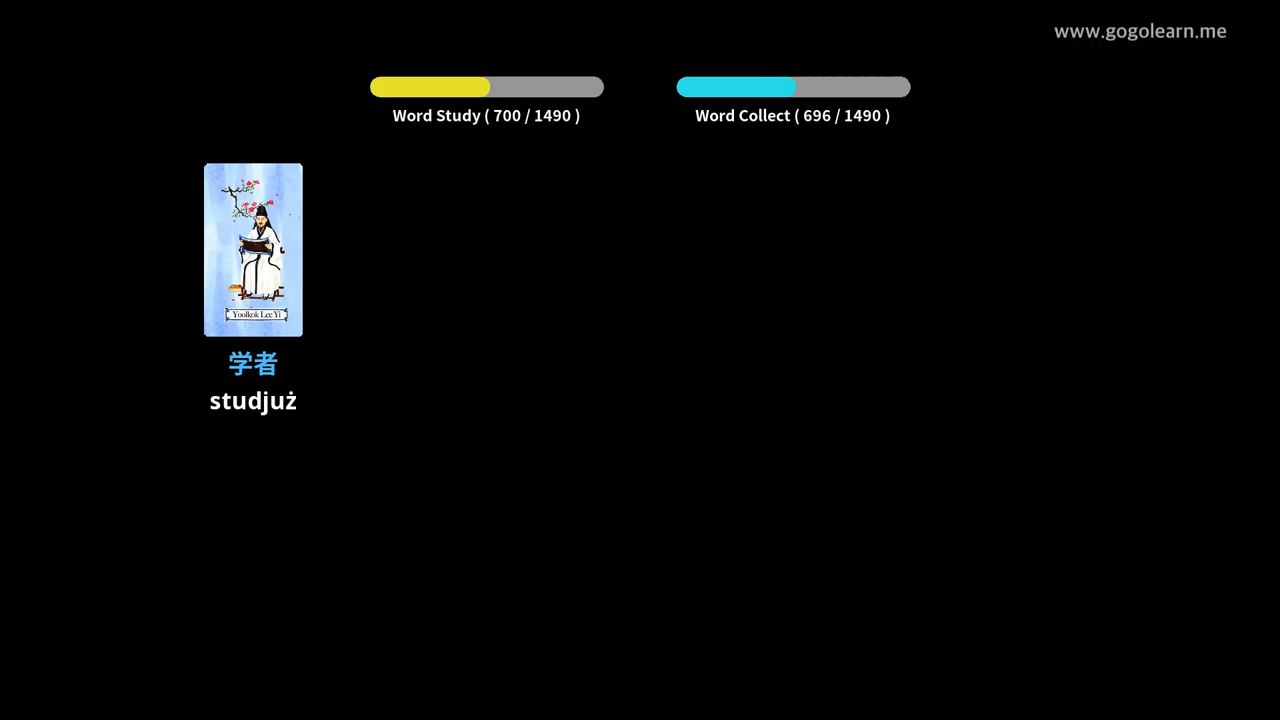 www.gogolearn.me
Word Study ( 700 / 1490 )
Word Collect ( 696 / 1490 )
Yoolkok Lee Yi
学者
studjuż